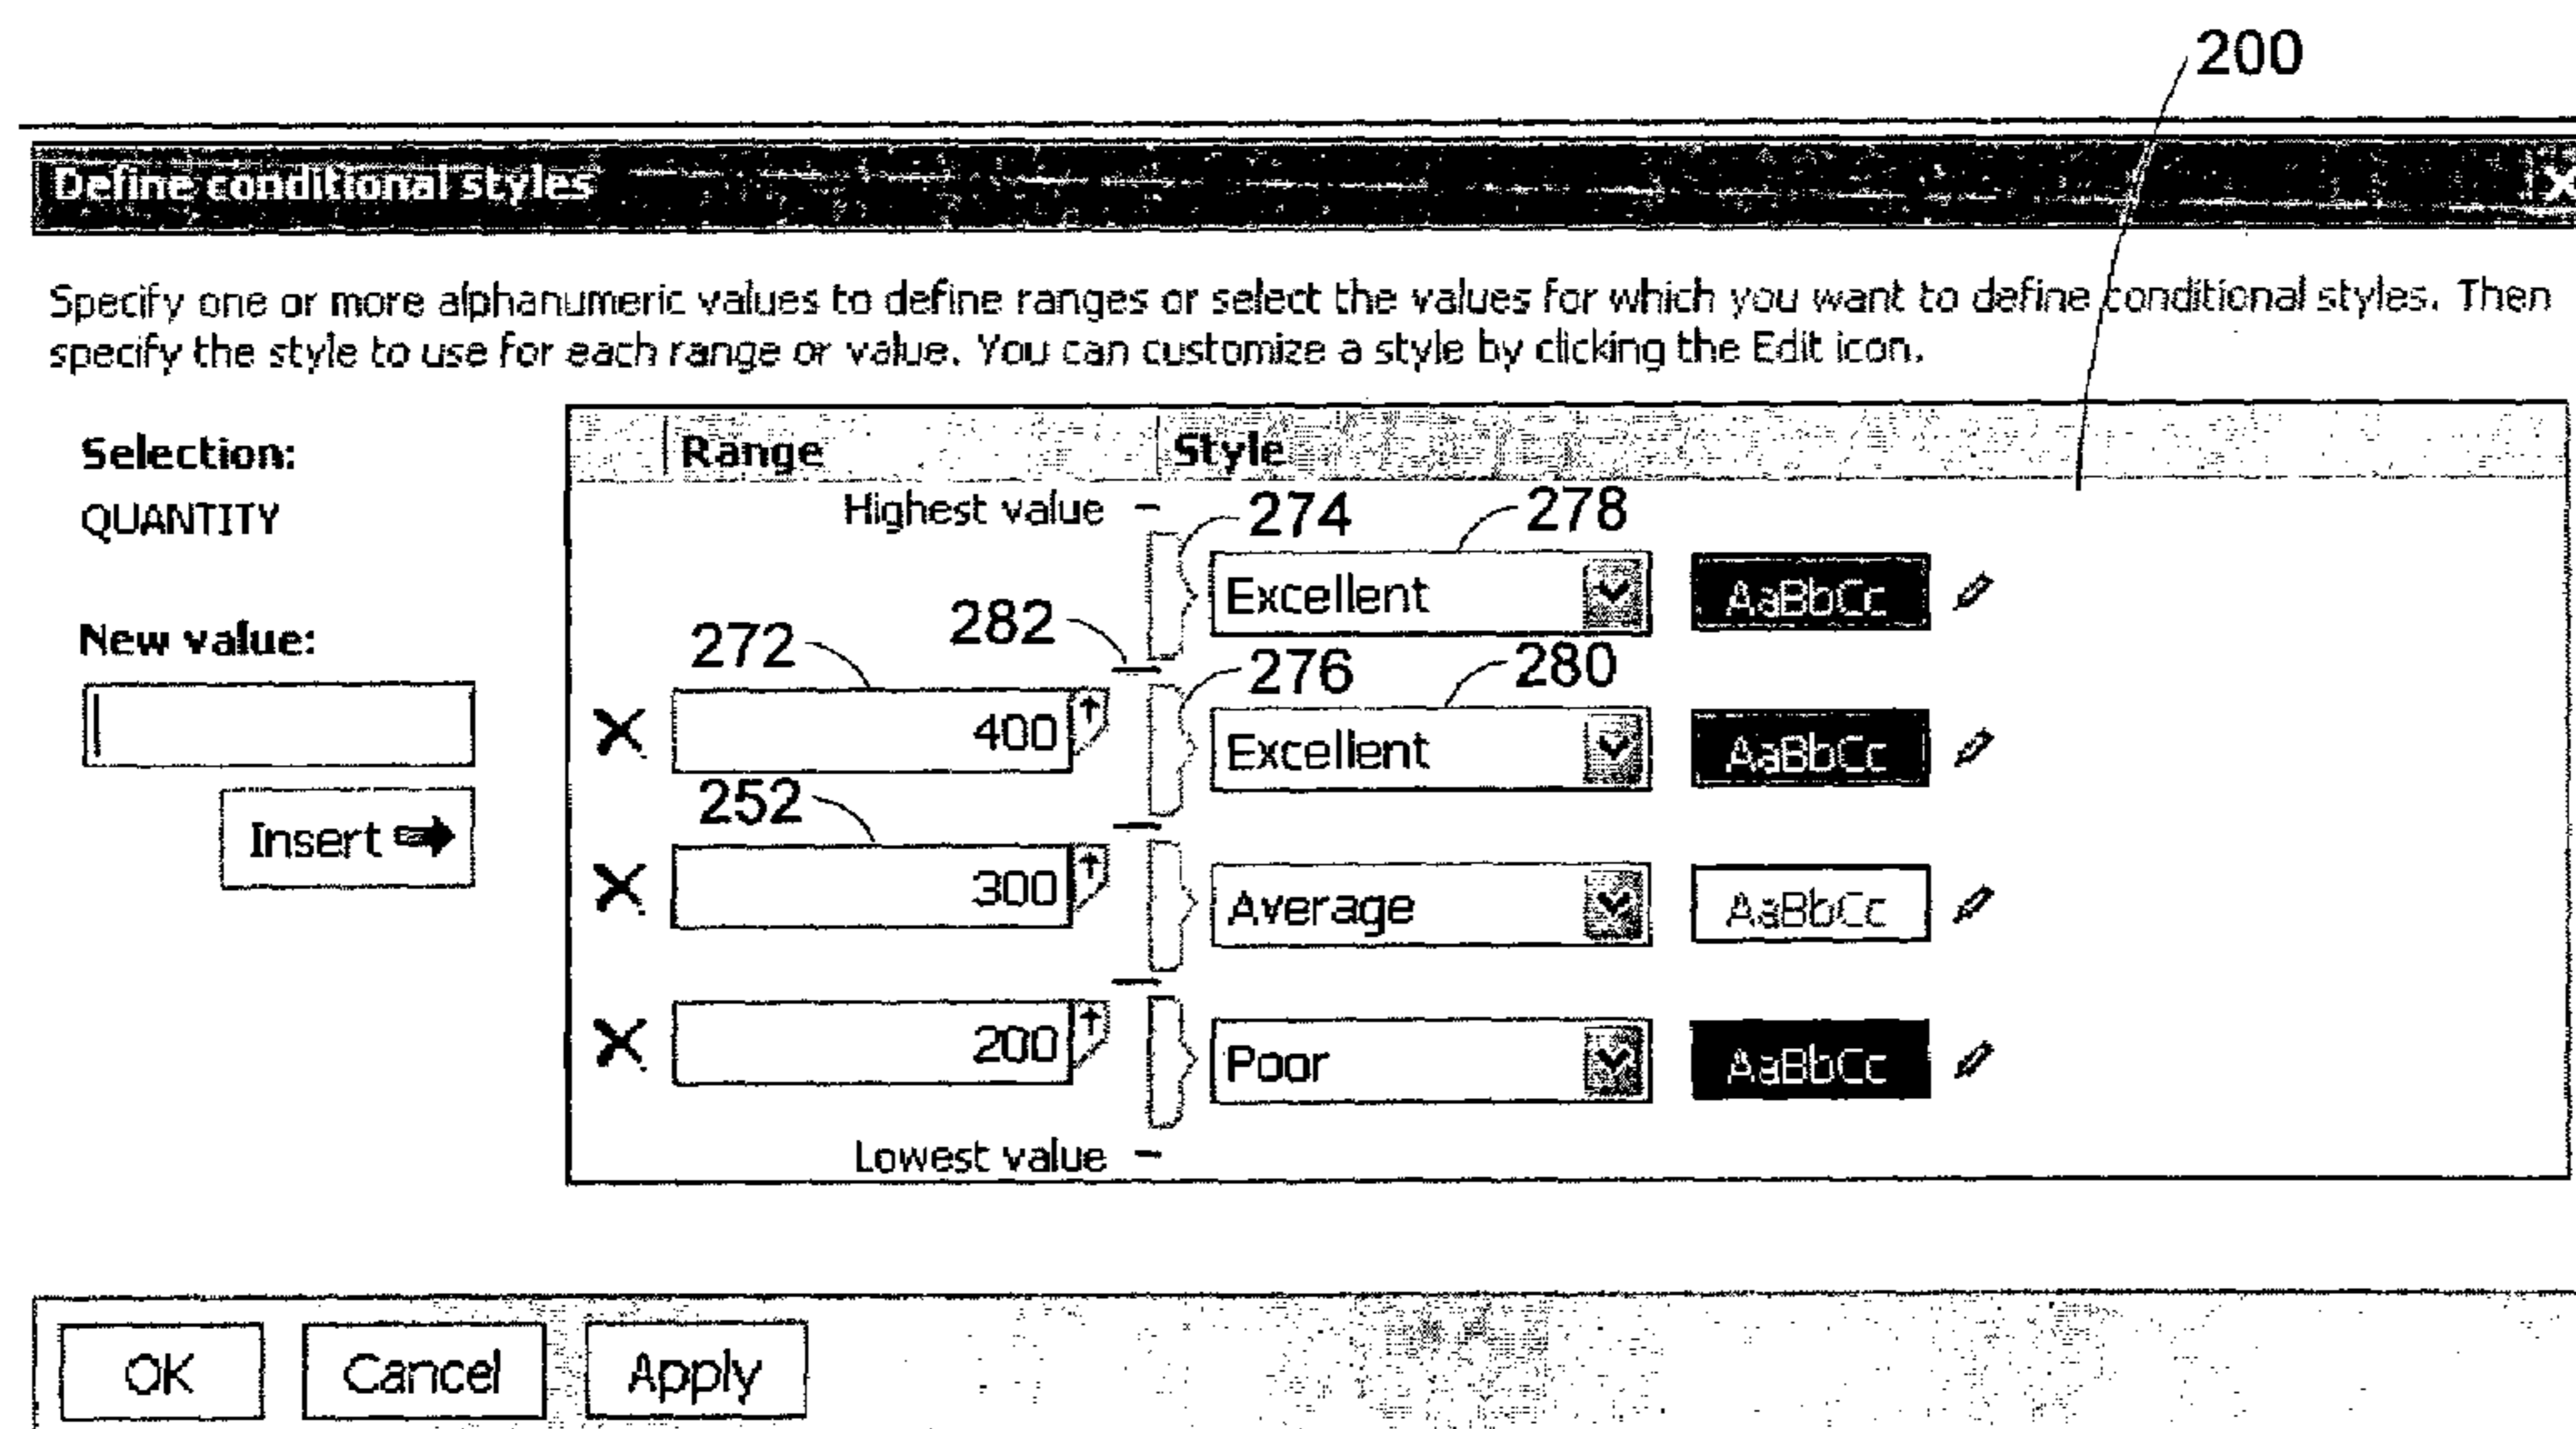 200
Define conditional styles
Specify one or more alphanumeric values to define ranges or select the values for which you want to define conditional styles. Then
specify the style to use for each range or value. You can customize a style by clicking the Edit icon.
Selection:
QUANTITY
New value:
Insert
Range Style
Highest value
274 278
Excellent AaBbCc
272 282 276 280
400 Excellent AaBbCc
252
300 Average AaBbCc
200 Poor AaBbCc
Lowest value
OK Cancel Apply